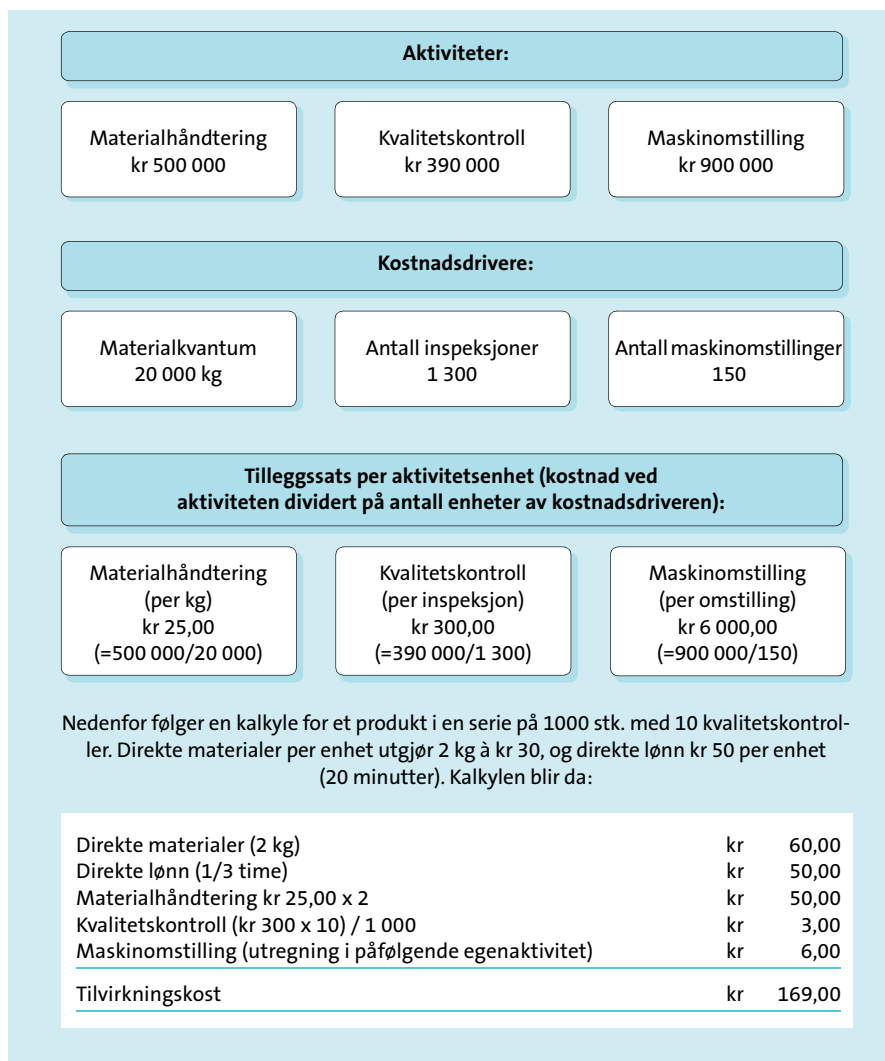 Aktiviteter:
Materialhåndtering
kr 500 000
Kvalitetskontroll
kr 390 000
Maskinomstilling
kr 900 000
Kostnadsdrivere:
Materialkvantum
20 000 kg
Antall inspeksjoner
1 300
Antall maskinomstillinger
150
Tilleggssats per aktivitetsenhet (kostnad ved
aktiviteten dividert på antall enheter av kostnadsdriveren):
Materialhåndtering
(per kg)
kr 25,00
(=500 000/20 000)
Kvalitetskontroll
(per inspeksjon)
kr 300,00
(=390 000/1 300)
Maskinomstilling
(per omstilling)
kr 6 000,00
(=900 000/150)
Nedenfor følger en kalkyle for et produkt i en serie på 1000 stk. med 10 kvalitetskontrol-
ler. Direkte materialer per enhet utgjør 2 kg à kr 30, og direkte lønn kr 50 per enhet
(20 minutter). Kalkylen blir da:
Direkte materialer (2 kg) kr 60,00
Direkte lønn (1/3 time) kr 50,00
Materialhåndtering kr 25,00 x 2 kr 50,00
Kvalitetskontroll (kr 300 x 10) / 1 000 kr 3,00
Maskinomstilling (utregning i påfølgende egenaktivitet) kr 6,00
Tilvirkningskost kr 169,00